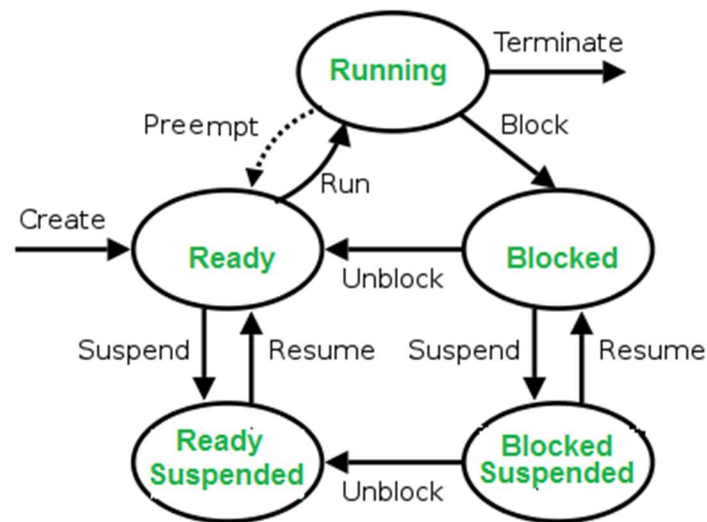 Terminate
Running
Preempt
Block
Run
Create
Ready
Blocked
Unblock
Suspend
Resume
Suspend
Resume
Ready
Suspended
Blocked
Suspended
Unblock